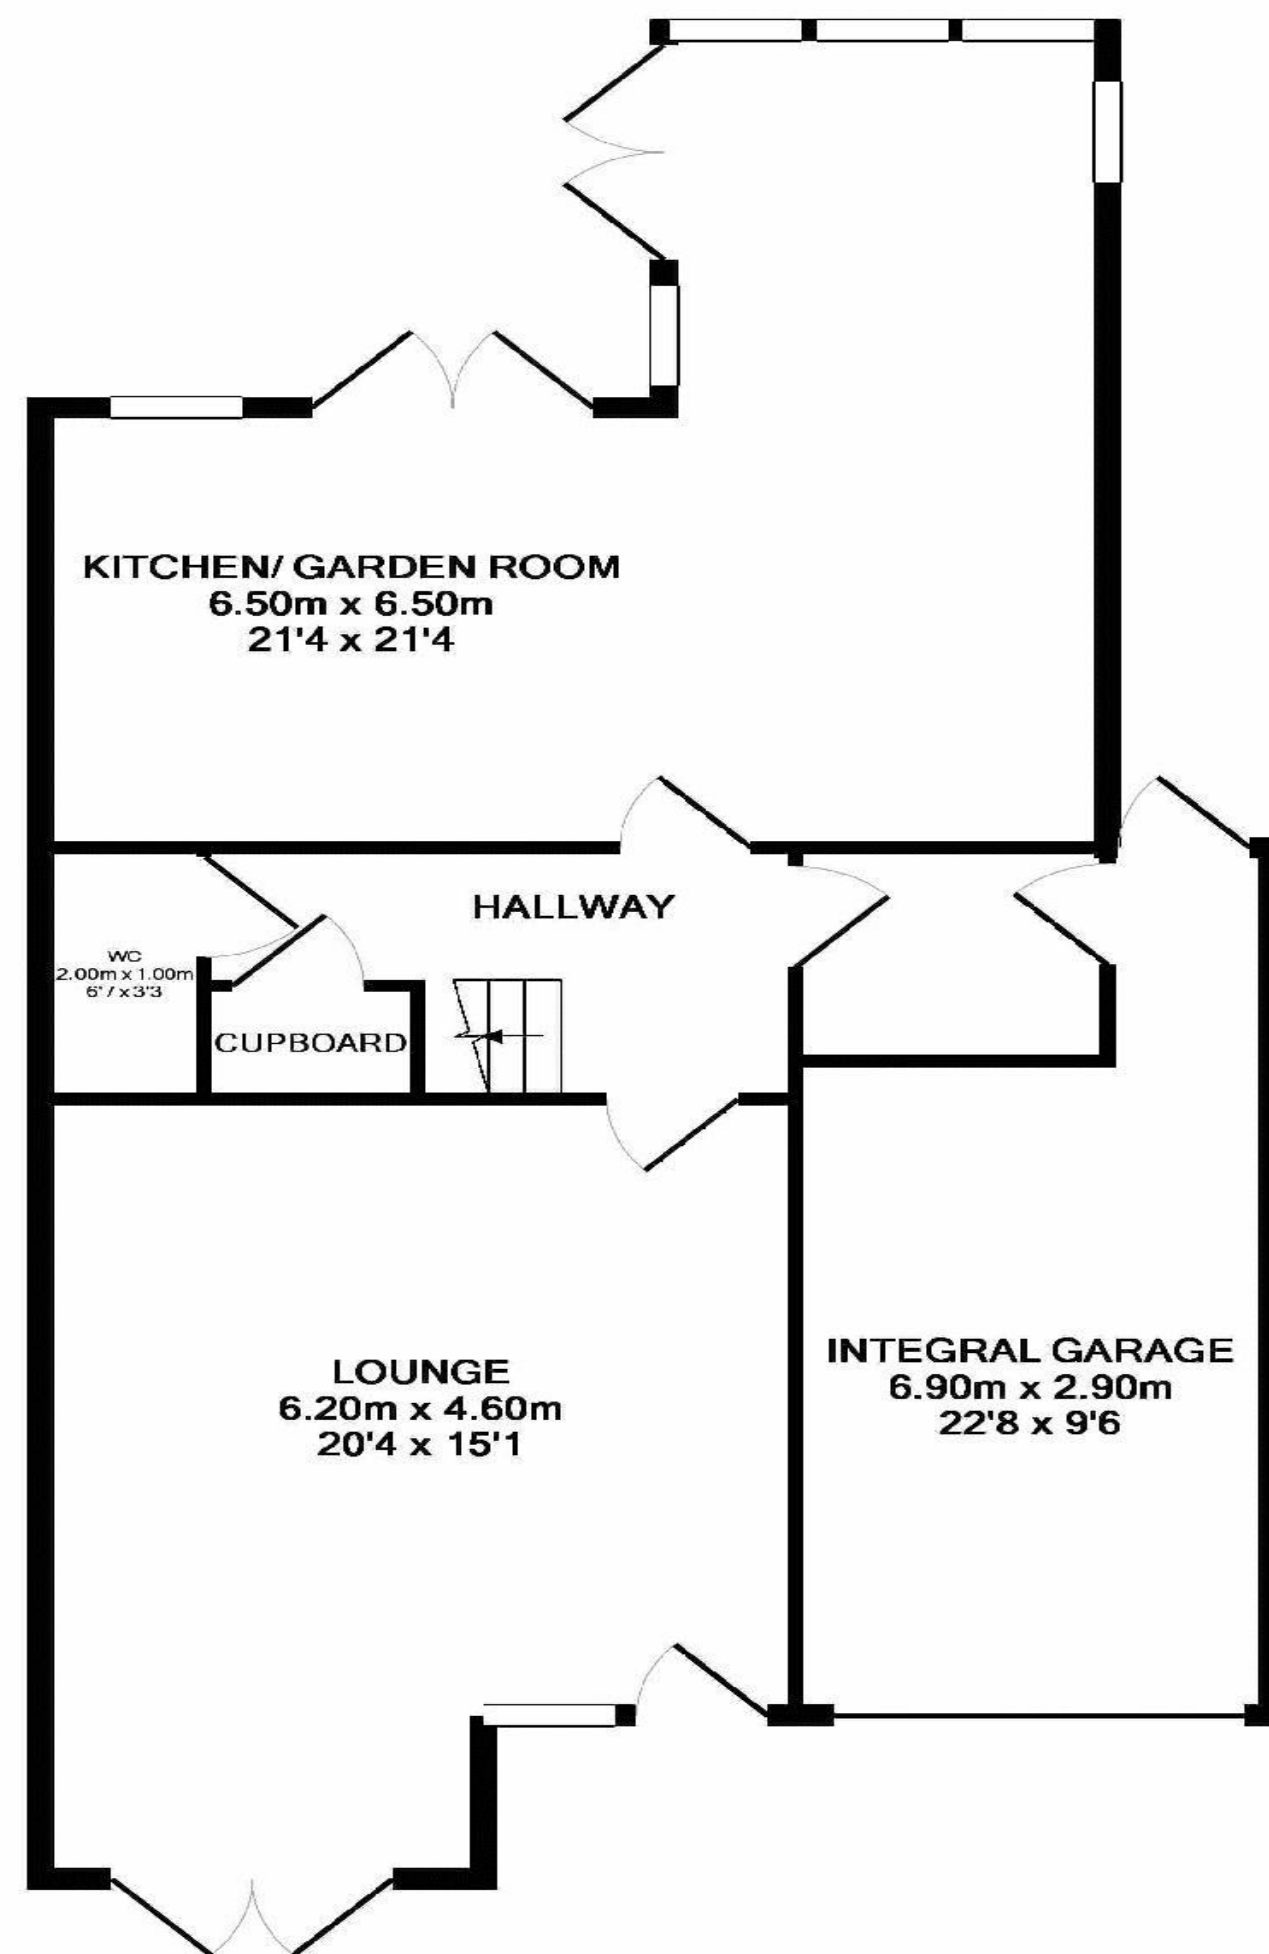 KITCHEN/ GARDEN ROOM
6.50m x 6.50m
21'4 x 21'4
HALLWAY
WC
2.00m x 1.00m
6'7 x 3'3
CUPBOARD
LOUNGE
6.20m x 4.60m
20'4 x 15'1
INTEGRAL GARAGE
6.90m x 2.90m
22'8 x 9'6